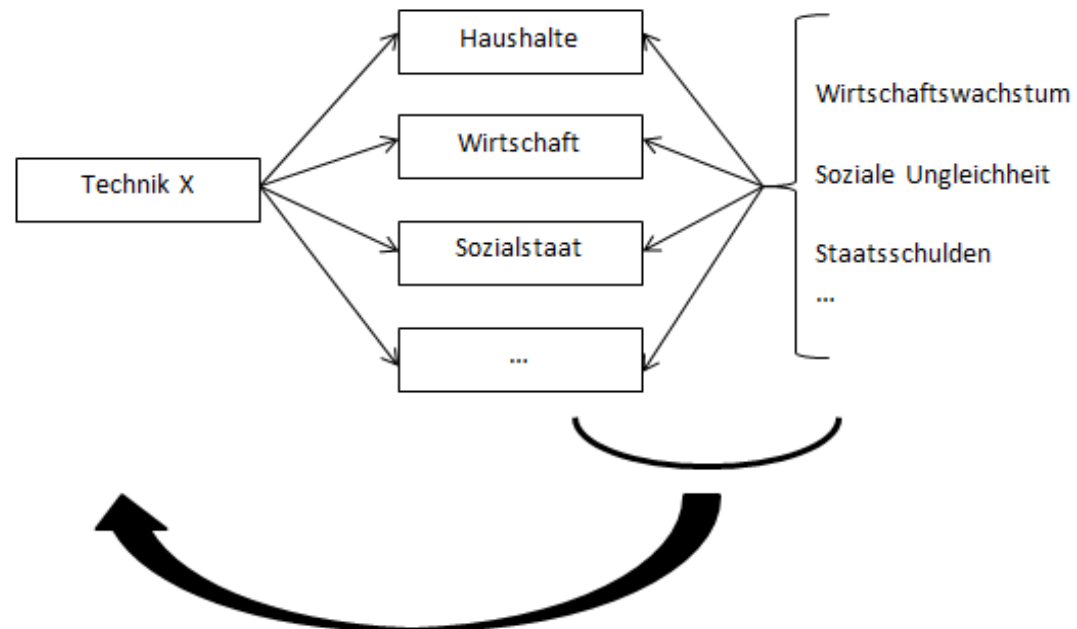 Haushalte
Wirtschaft
Technik X
Sozialstaat
...
Wirtschaftswachstum
Soziale Ungleichheit
Staatsschulden
...